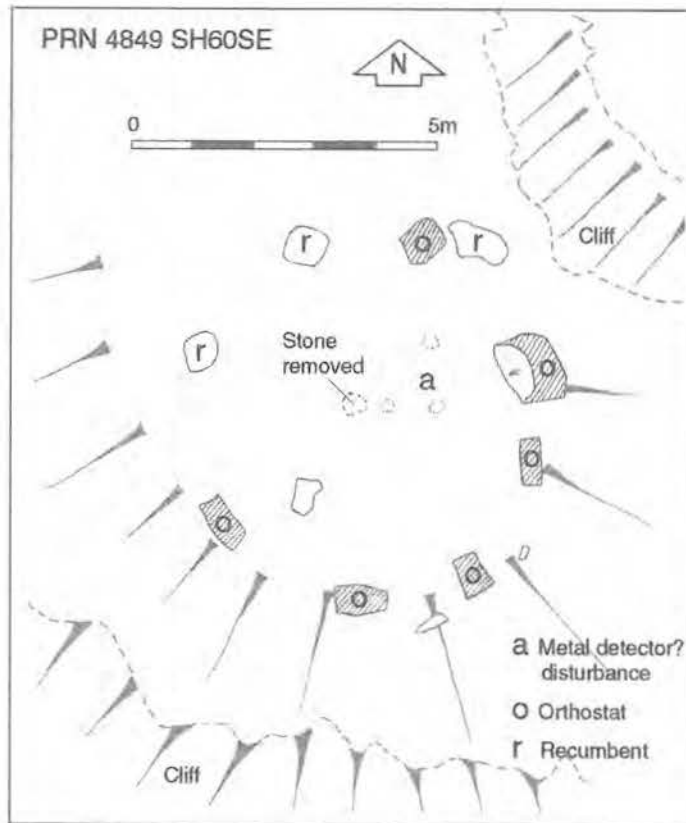 PRN 4849 SH60SE
N
0 5m
Cliff
r o r
Stone
removed
r
a
o
o
o
o
o
a Metal detector?
disturbance
o Orthostat
r Recumbent
Cliff